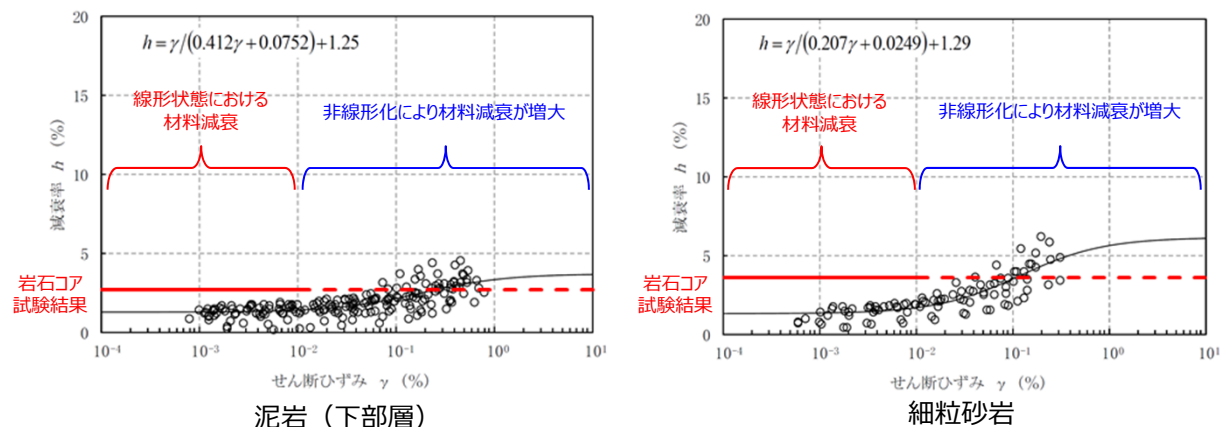 20
h=γ/(0.412γ+0.0752)+1.25
線形状態における
材料減衰
非線形化により材料減衰が増大
15
10
5
0
減衰率 h (%)
岩石コア
試験結果
10⁻⁴ 10⁻³ 10⁻² 10⁻¹ 10⁰ 10¹
せん断ひずみ γ (%)
泥岩（下部層）
20
h=γ/(0.207γ+0.0249)+1.29
線形状態における
材料減衰
非線形化により材料減衰が増大
15
10
5
0
減衰率 h (%)
岩石コア
試験結果
10⁻⁴ 10⁻³ 10⁻² 10⁻¹ 10⁰ 10¹
せん断ひずみ γ (%)
細粒砂岩